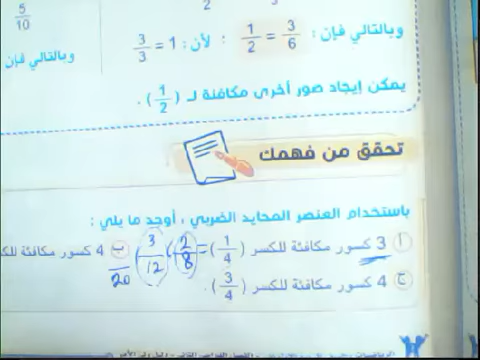 5/10
2
وبالتالي فإن : 1/2 = 3/6 ؛ لأن : 1 = 3/3
وبالتالي فإن
يمكن إيجاد صور أخرى مكافئة لـ (1/2) .
تحقق من فهمك
باستخدام العنصر المحايد الضربي ، أوجد ما يلي :
أ 3 كسور مكافئة للكسر (1/4) = (2/8) ، (3/12) ، /20
ب 4 كسور مكافئة للكس
ج 4 كسور مكافئة للكسر (3/4) .